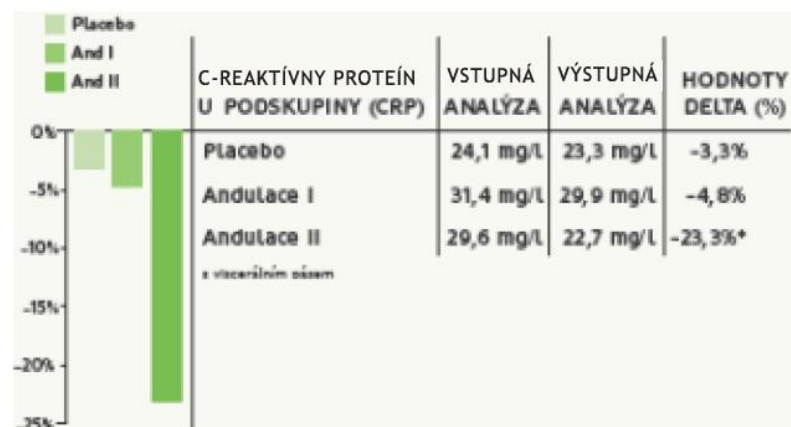 Placebo
And I
And II
C-REAKTÍVNY PROTEÍN
U PODSKUPINY (CRP)
VSTUPNÁ
ANALÝZA
VÝSTUPNÁ
ANALÝZA
HODNOTY
DELTA (%)
Placebo 24,1 mg/l 23,3 mg/l -3,3%
Andulace I 31,4 mg/l 29,9 mg/l -4,8%
Andulace II 29,6 mg/l 22,7 mg/l -23,3%*
s viscerálním pásem
0%
-5%
-10%
-15%
-20%
-25%